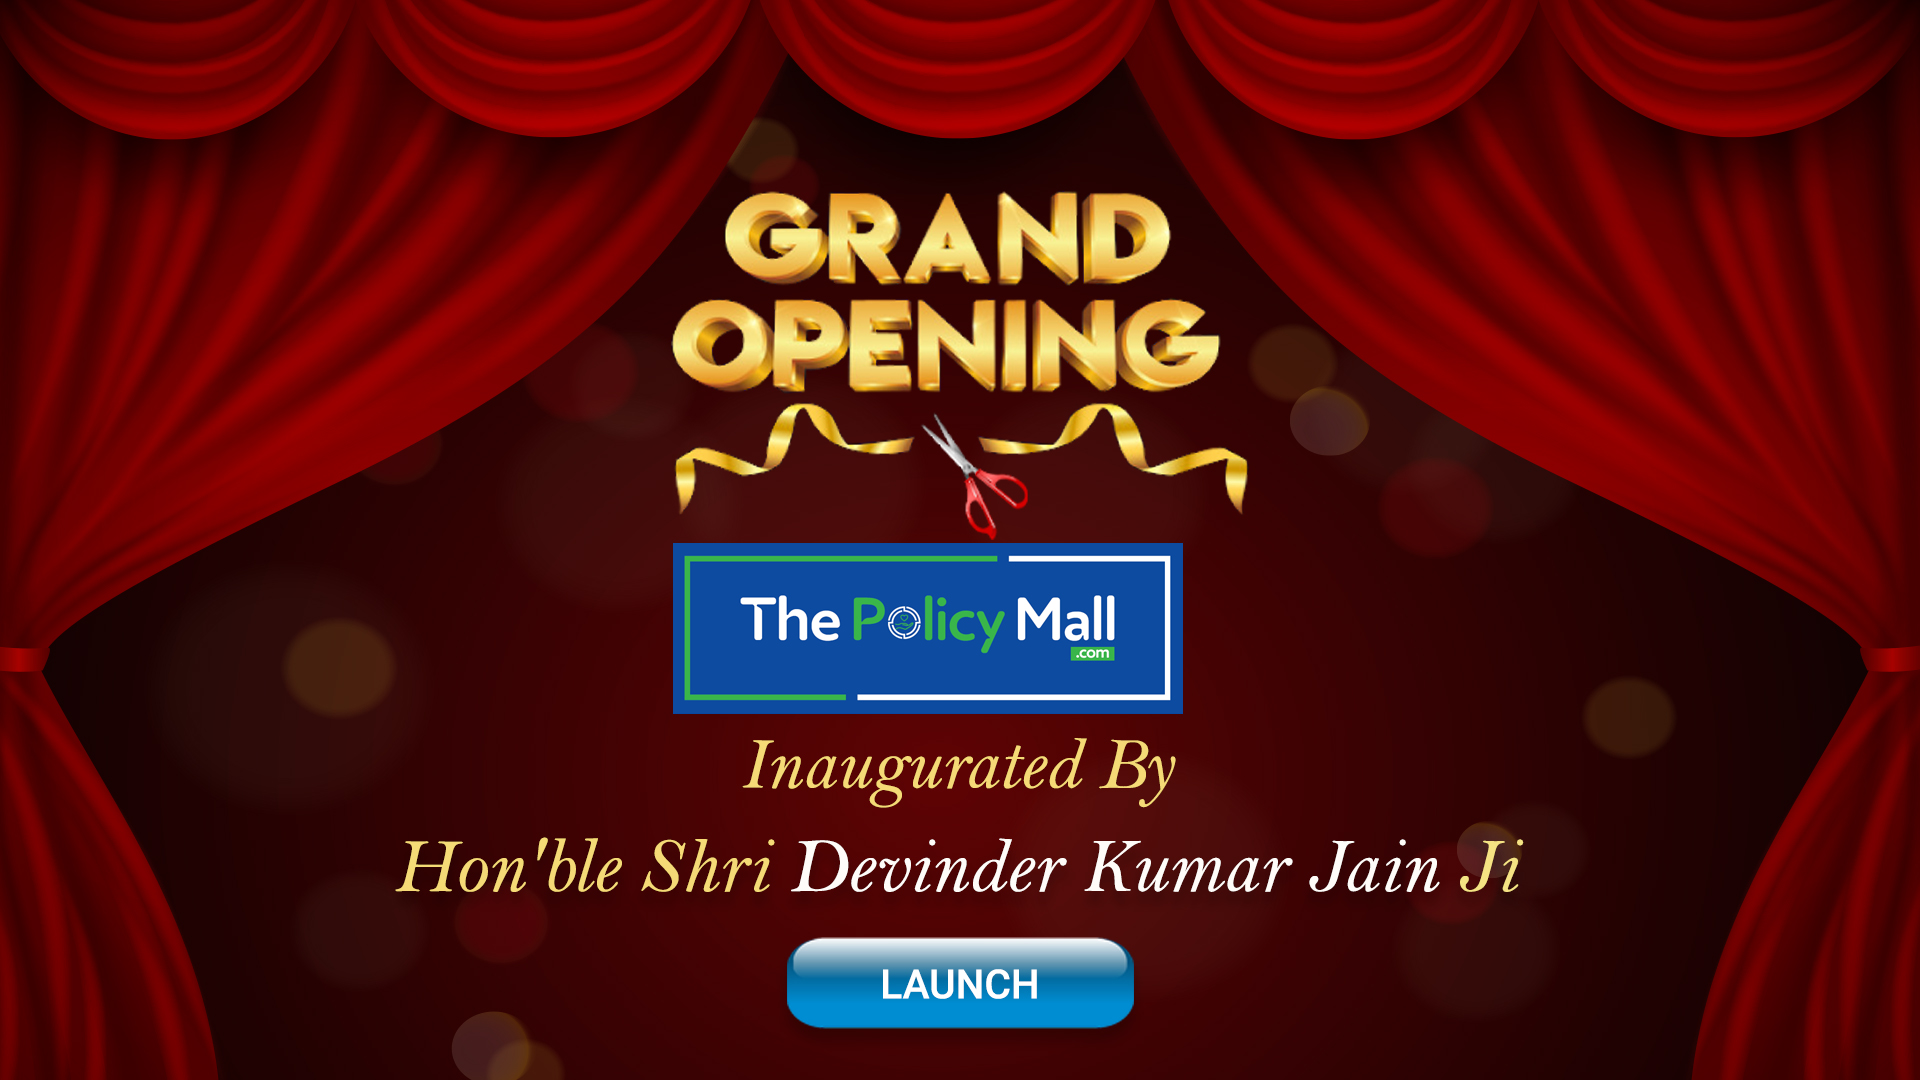 GRAND
OPENING
The Policy Mall
.com
Inaugurated By
Hon'ble Shri Devinder Kumar Jain Ji
LAUNCH